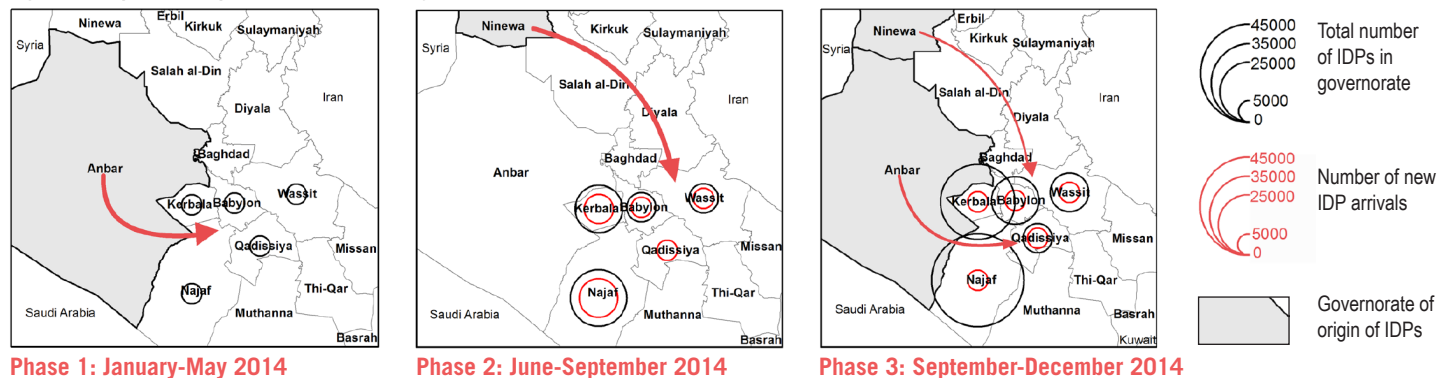 Ninewa
Erbil
Kirkuk
Sulaymaniyah
Syria
Salah al-Din
Iran
Diyala
Baghdad
Anbar
Wassit
Kerbala
Babylon
Qadissiya
Missan
Najaf
Thi-Qar
Saudi Arabia
Muthanna
Basrah
Phase 1: January-May 2014
Ninewa
Kirkuk
Sulaymaniyah
Syria
Salah al-Din
Iran
Diyala
Baghdad
Anbar
Wassit
Kerbala
Babylon
Qadissiya
Missan
Najaf
Thi-Qar
Saudi Arabia
Muthanna
Basrah
Phase 2: June-September 2014
Erbil
Ninewa
Kirkuk
Sulaymaniyah
Syria
Salah al-Din
Iran
Diyala
Baghdad
Anbar
Wassit
Kerbala
Babylon
Qadissiya
Missan
Najaf
Thi-Qar
Muthanna
Saudi Arabia
Basrah
Kuwait
Phase 3: September-December 2014
45000
35000
25000
5000
0
Total number
of IDPs in
governorate
45000
35000
25000
5000
0
Number of new
IDP arrivals
Governorate of
origin of IDPs